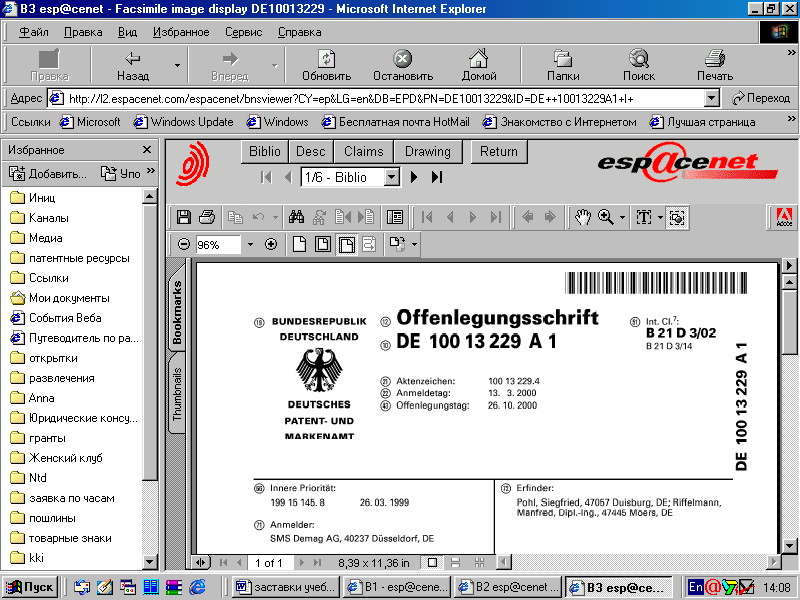 B3 esp@cenet - Facsimile image display DE10013229 - Microsoft Internet Explorer
Файл Правка Вид Избранное Сервис Справка
Правка Назад Вперед Обновить Остановить Домой Папки Поиск Печать
Адрес http://l2.espacenet.com/espacenet/bnsviewer?CY=ep&LG=en&DB=EPD&PN=DE10013229&ID=DE++10013229A1+I+ Переход
Ссылки Microsoft Windows Update Windows Бесплатная почта HotMail Знакомство с Интернетом Лучшая страница
Избранное
Добавить... Упо
Иниц
Каналы
Медиа
патентные ресурсы
Ссылки
Мои документы
События Веба
Путеводитель по ра...
открытки
развлечения
Anna
Юридические консу...
гранты
Женский клуб
Ntd
заявка по часам
пошлины
товарные знаки
kki
Biblio Desc Claims Drawing Return
1/6 - Biblio
esp@cenet
Adobe
96%
Bookmarks
Thumbnails
(19) BUNDESREPUBLIK
DEUTSCHLAND
DEUTSCHES
PATENT- UND
MARKENAMT
(12) Offenlegungsschrift
(10) DE 100 13 229 A 1
(21) Aktenzeichen: 100 13 229.4
(22) Anmeldetag: 13. 3. 2000
(43) Offenlegungstag: 26. 10. 2000
(51) Int. Cl.7:
B 21 D 3/02
B 21 D 3/14
DE 100 13 229 A 1
(66) Innere Priorität:
199 15 145. 8 26. 03. 1999
(71) Anmelder:
SMS Demag AG, 40237 Düsseldorf, DE
(72) Erfinder:
Pohl, Siegfried, 47057 Duisburg, DE; Riffelmann,
Manfred, Dipl.-Ing., 47445 Moers, DE
1 of 1 8,39 x 11,36 in
Пуск заставки учеб... B1 - esp@cene... B2 esp@cenet ... B3 esp@ce... En 14:08